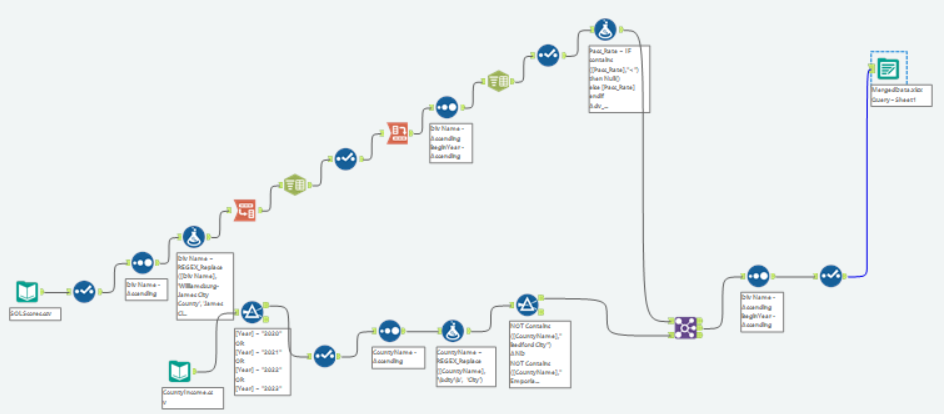 Pass_Rate = IF
contains
([Pass_Rate],"<")
then Null()
else [Pass_Rate]
endif
Adv_...
MergedData.xlsx
Query=Sheet1
Div Name -
Ascending
BeginYear -
Ascending
Div Name =
REGEX_Replace
([Div Name],
'Williamsburg-
James City
County', 'James
Ci...
Div Name -
Ascending
SOLScores.csv
[Year] = "2020"
OR
[Year] = "2021"
OR
[Year] = "2022"
OR
[Year] = "2023"
CountyIncome.cs
v
CountyName -
Ascending
CountyName =
REGEX_Replace
([CountyName],
'\bcity\b', 'City')
NOT Contains
([CountyName],"
Bedford City")
AND
NOT Contains
([CountyName],"
Emporia...
Div Name -
Ascending
BeginYear -
Ascending